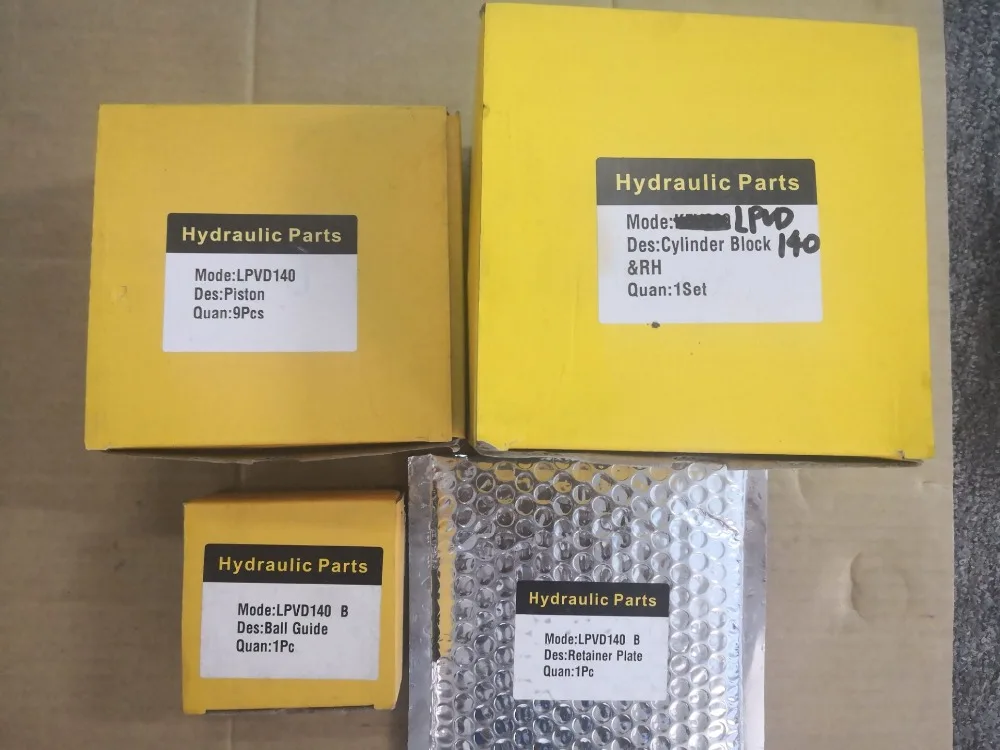 Hydraulic Parts
Mode:LPVD140
Des:Piston
Quan:9Pcs
Hydraulic Parts
Mode: LPVD
Des:Cylinder Block 140
&RH
Quan:1Set
Hydraulic Parts
Mode:LPVD140 B
Des:Ball Guide
Quan:1Pc
Hydraulic Parts
Mode:LPVD140 B
Des:Retainer Plate
Quan:1Pc